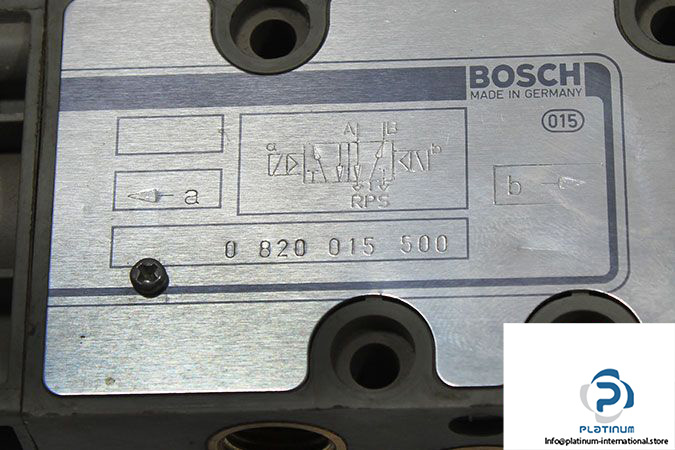 BOSCH
MADE IN GERMANY
015
A B
a b
RPS
a
b
0 820 015 500
PLATINUM
Info@platinum-international.store